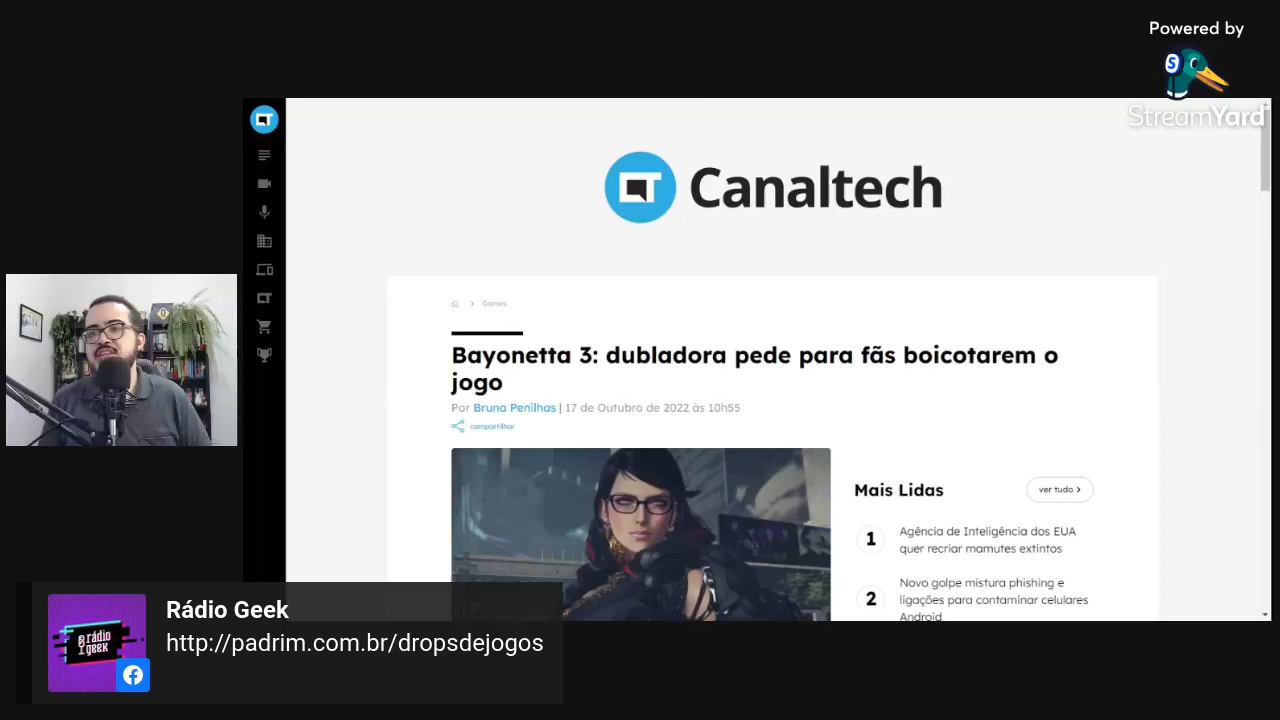 Powered by
StreamYard
Canaltech
Games
Bayonetta 3: dubladora pede para fãs boicotarem o
jogo
Por Bruna Penilhas | 17 de Outubro de 2022 às 10h55
compartilhar
Mais Lidas
ver tudo >
1
Agência de Inteligência dos EUA
quer recriar mamutes extintos
2
Novo golpe mistura phishing e
ligações para contaminar celulares
Android
rádio
geek
Rádio Geek
http://padrim.com.br/dropsdejogos